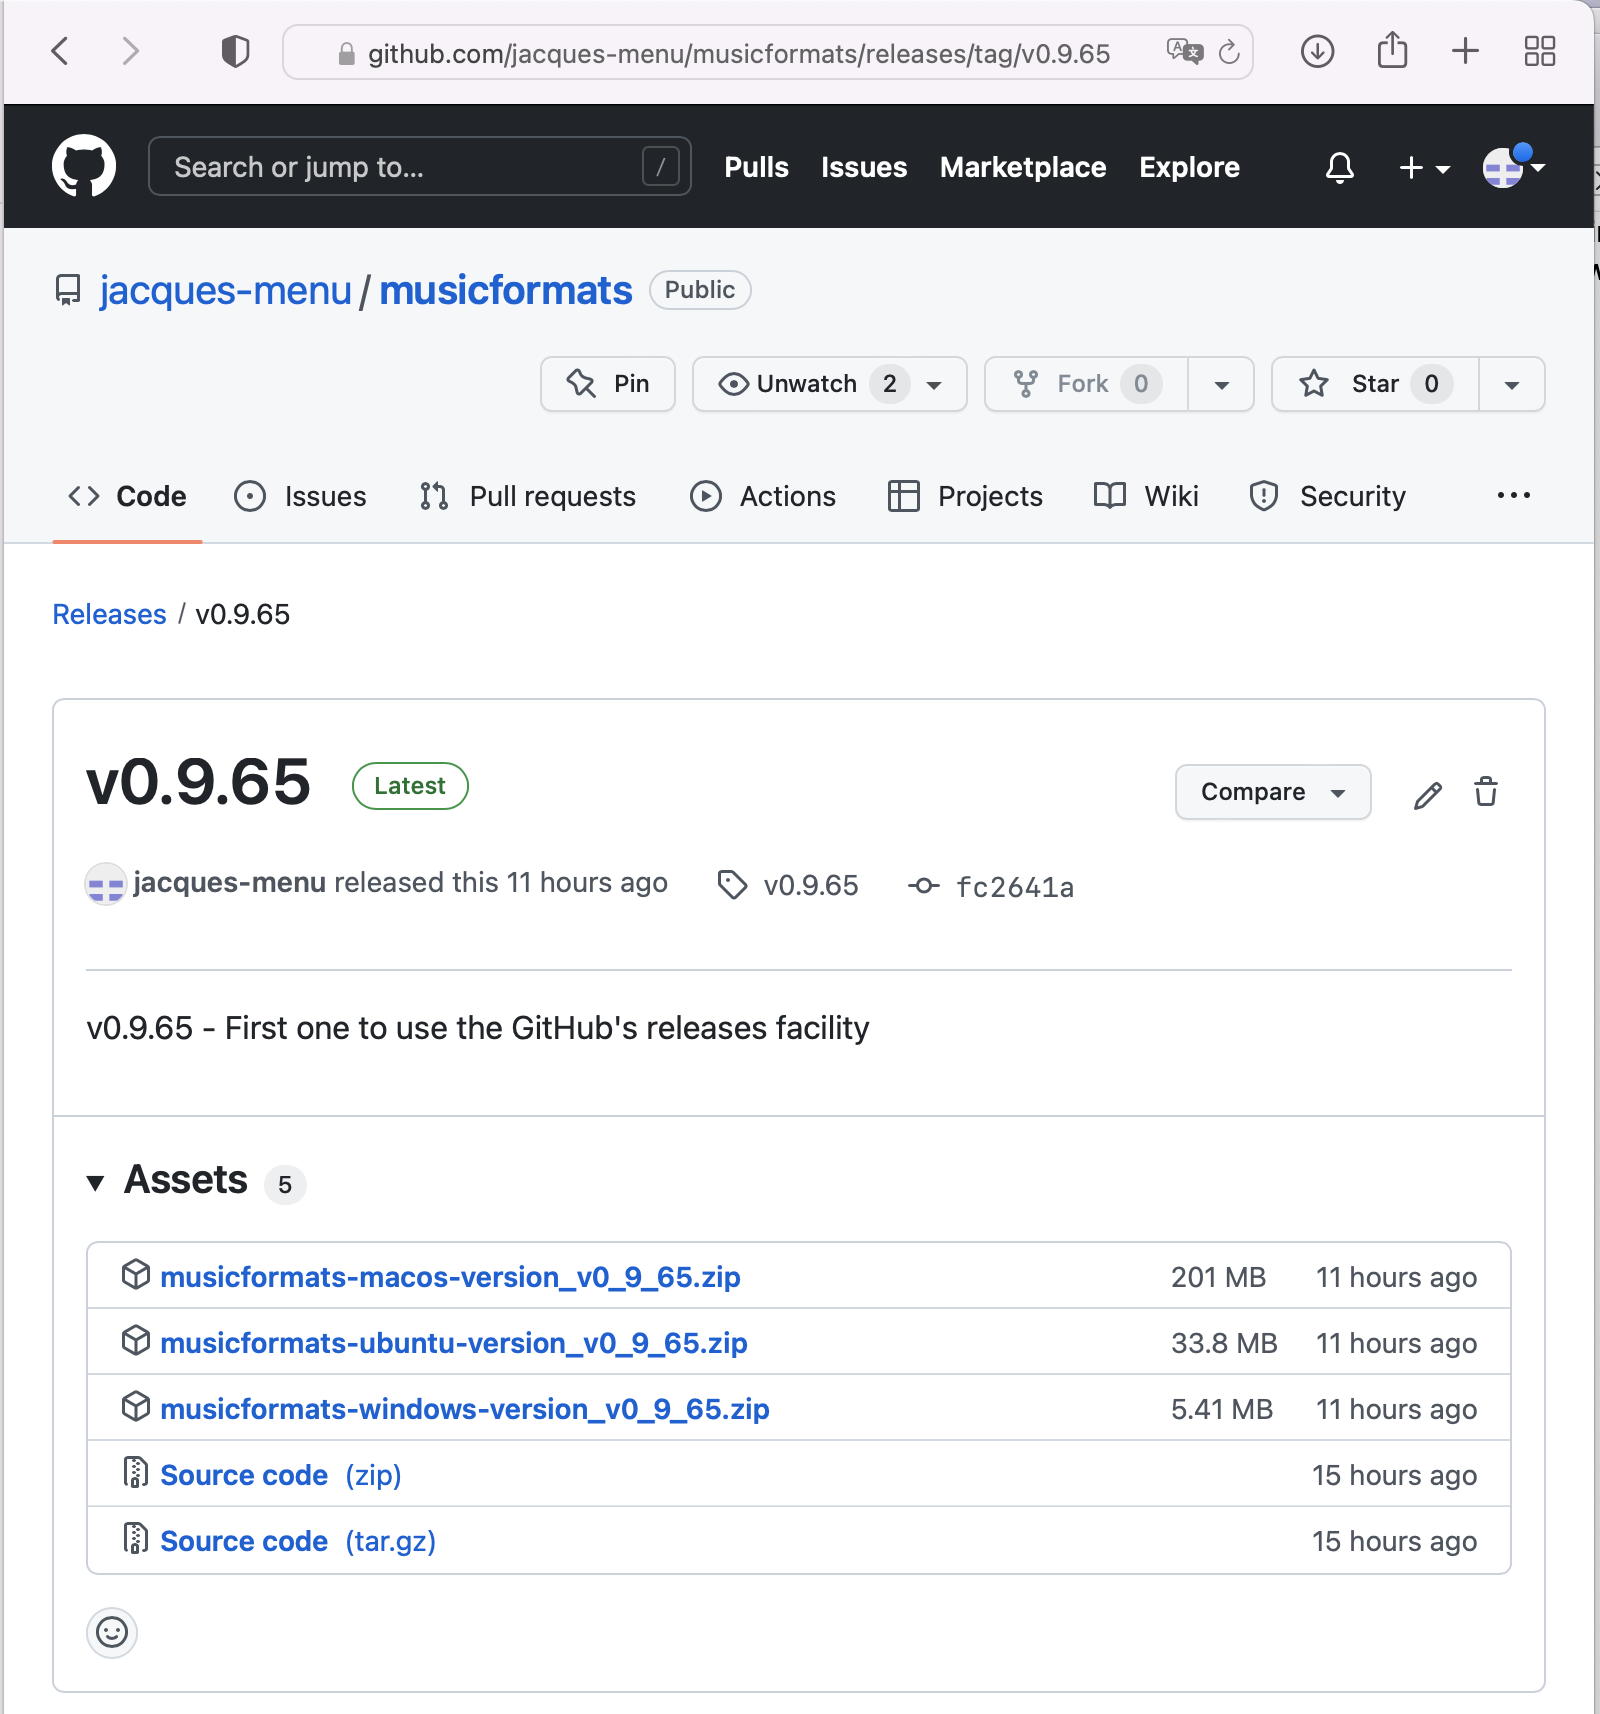 github.com/jacques-menu/musicformats/releases/tag/v0.9.65
Search or jump to... /
Pulls Issues Marketplace Explore
jacques-menu / musicformats Public
Pin Unwatch 2 Fork 0 Star 0
Code Issues Pull requests Actions Projects Wiki Security
Releases / v0.9.65
v0.9.65 Latest Compare
jacques-menu released this 11 hours ago v0.9.65 fc2641a
v0.9.65 - First one to use the GitHub's releases facility
Assets 5
musicformats-macos-version_v0_9_65.zip 201 MB 11 hours ago
musicformats-ubuntu-version_v0_9_65.zip 33.8 MB 11 hours ago
musicformats-windows-version_v0_9_65.zip 5.41 MB 11 hours ago
Source code (zip) 15 hours ago
Source code (tar.gz) 15 hours ago